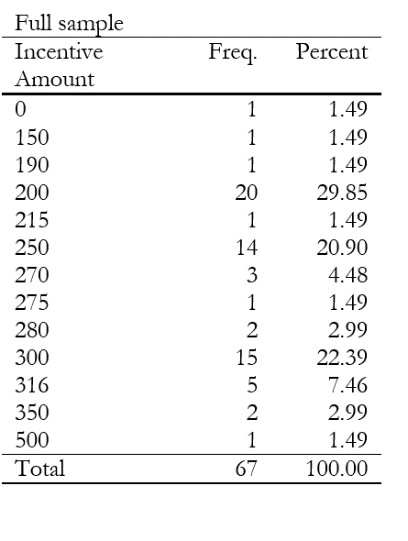 Full sample
Incentive Amount Freq. Percent
0 1 1.49
150 1 1.49
190 1 1.49
200 20 29.85
215 1 1.49
250 14 20.90
270 3 4.48
275 1 1.49
280 2 2.99
300 15 22.39
316 5 7.46
350 2 2.99
500 1 1.49
Total 67 100.00